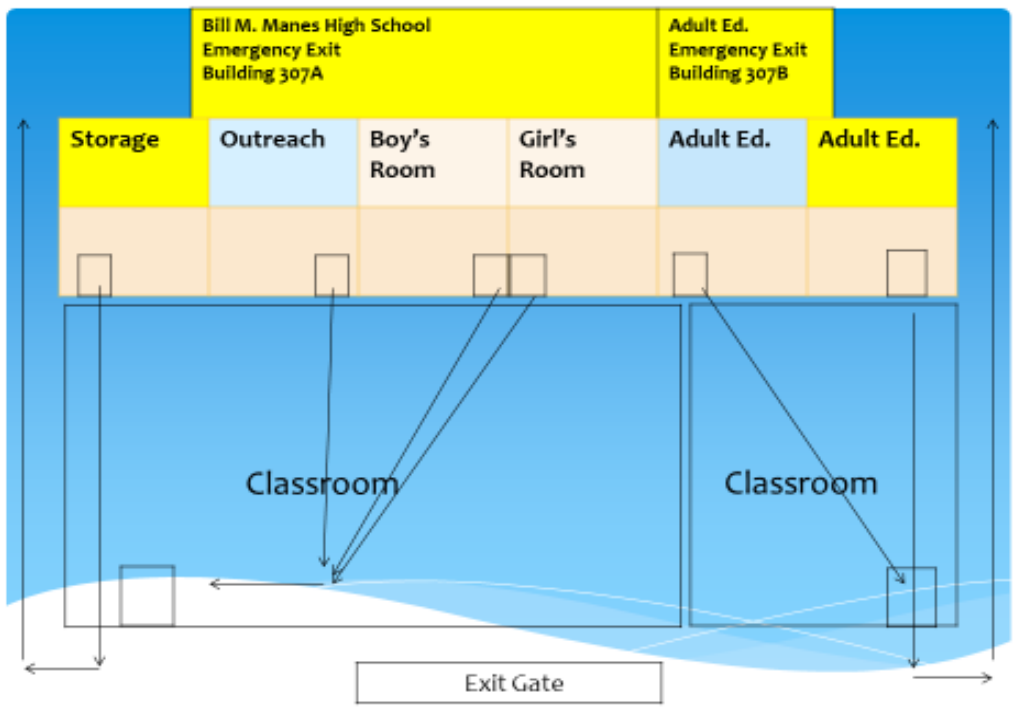 Bill M. Manes High School
Emergency Exit
Building 307A
Adult Ed.
Emergency Exit
Building 307B
Storage
Outreach
Boy's
Room
Girl's
Room
Adult Ed.
Adult Ed.
Classroom
Classroom
Exit Gate